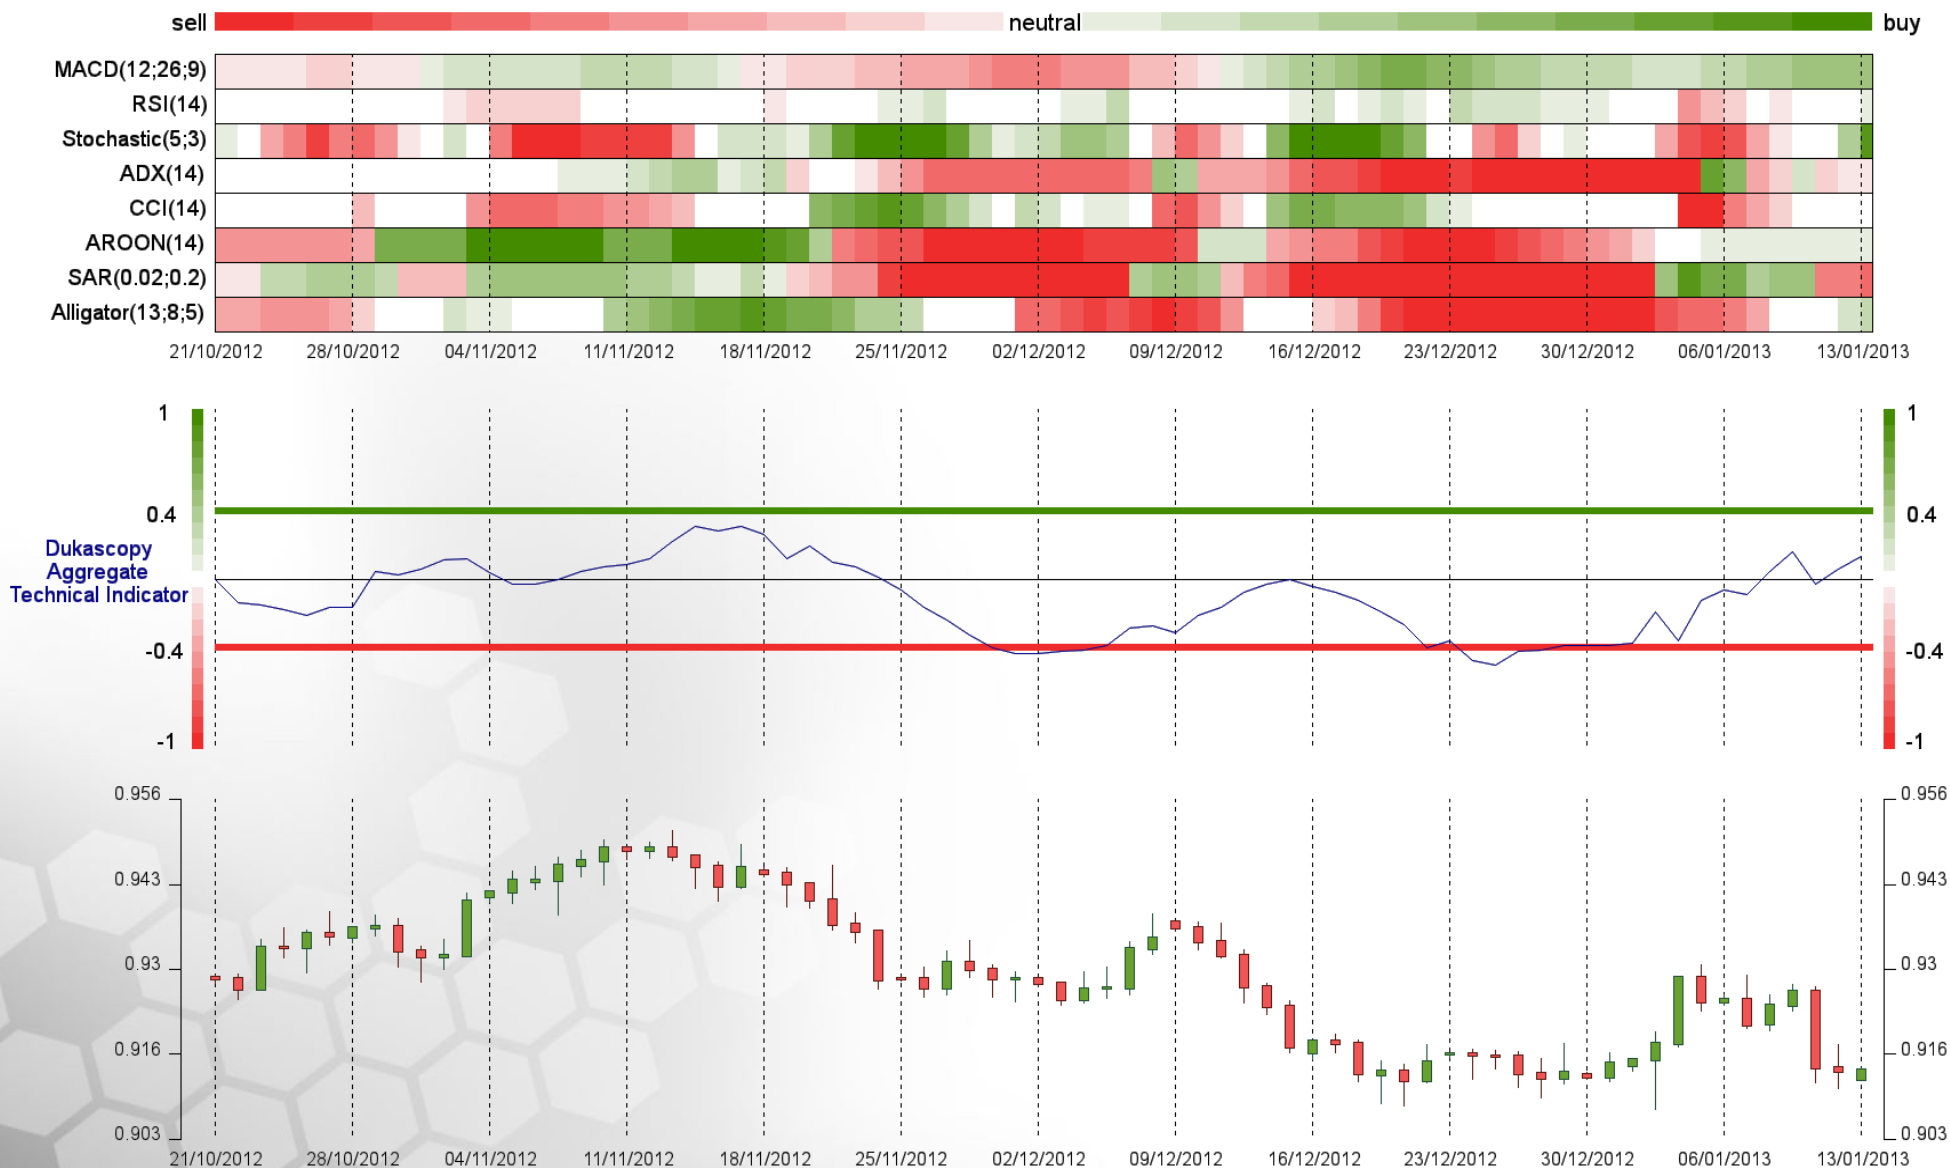 sell neutral buy
MACD(12;26;9)
RSI(14)
Stochastic(5;3)
ADX(14)
CCI(14)
AROON(14)
SAR(0.02;0.2)
Alligator(13;8;5)
21/10/2012 28/10/2012 04/11/2012 11/11/2012 18/11/2012 25/11/2012 02/12/2012 09/12/2012 16/12/2012 23/12/2012 30/12/2012 06/01/2013 13/01/2013
1 1
0.4 0.4
Dukascopy
Aggregate
Technical Indicator
-0.4 -0.4
-1 -1
0.956 0.956
0.943 0.943
0.93 0.93
0.916 0.916
0.903 0.903
21/10/2012 28/10/2012 04/11/2012 11/11/2012 18/11/2012 25/11/2012 02/12/2012 09/12/2012 16/12/2012 23/12/2012 30/12/2012 06/01/2013 13/01/2013